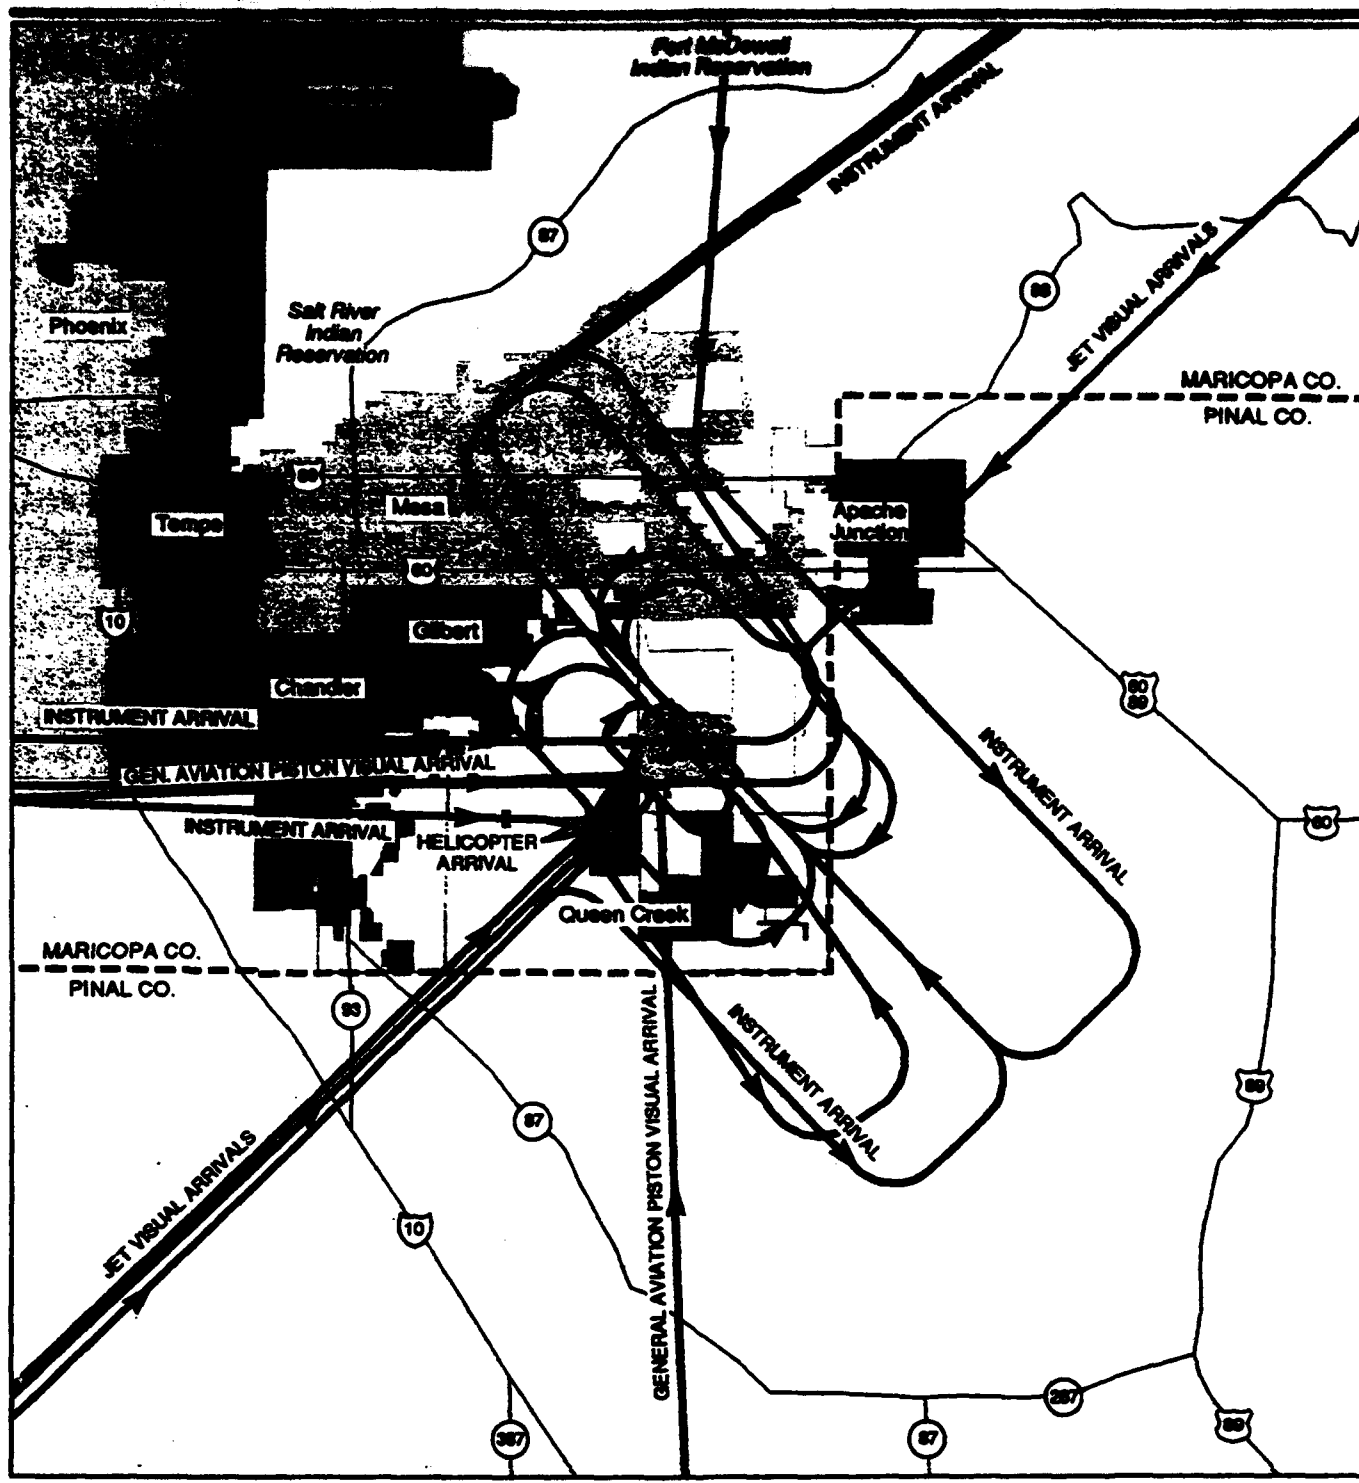 Fort McDowell
Indian Reservation
INSTRUMENT ARRIVAL
87
Salt River
Indian
Reservation
Phoenix
88
JET VISUAL ARRIVALS
MARICOPA CO.
PINAL CO.
Tempe
Mesa
Apache
Junction
60
10
Gilbert
Chandler
60
89
INSTRUMENT ARRIVAL
GEN. AVIATION PISTON VISUAL ARRIVAL
INSTRUMENT ARRIVAL
INSTRUMENT ARRIVAL
HELICOPTER
ARRIVAL
60
Queen Creek
MARICOPA CO.
PINAL CO.
93
INSTRUMENT ARRIVAL
GENERAL AVIATION PISTON VISUAL ARRIVAL
89
87
JET VISUAL ARRIVALS
10
287
387
87
89